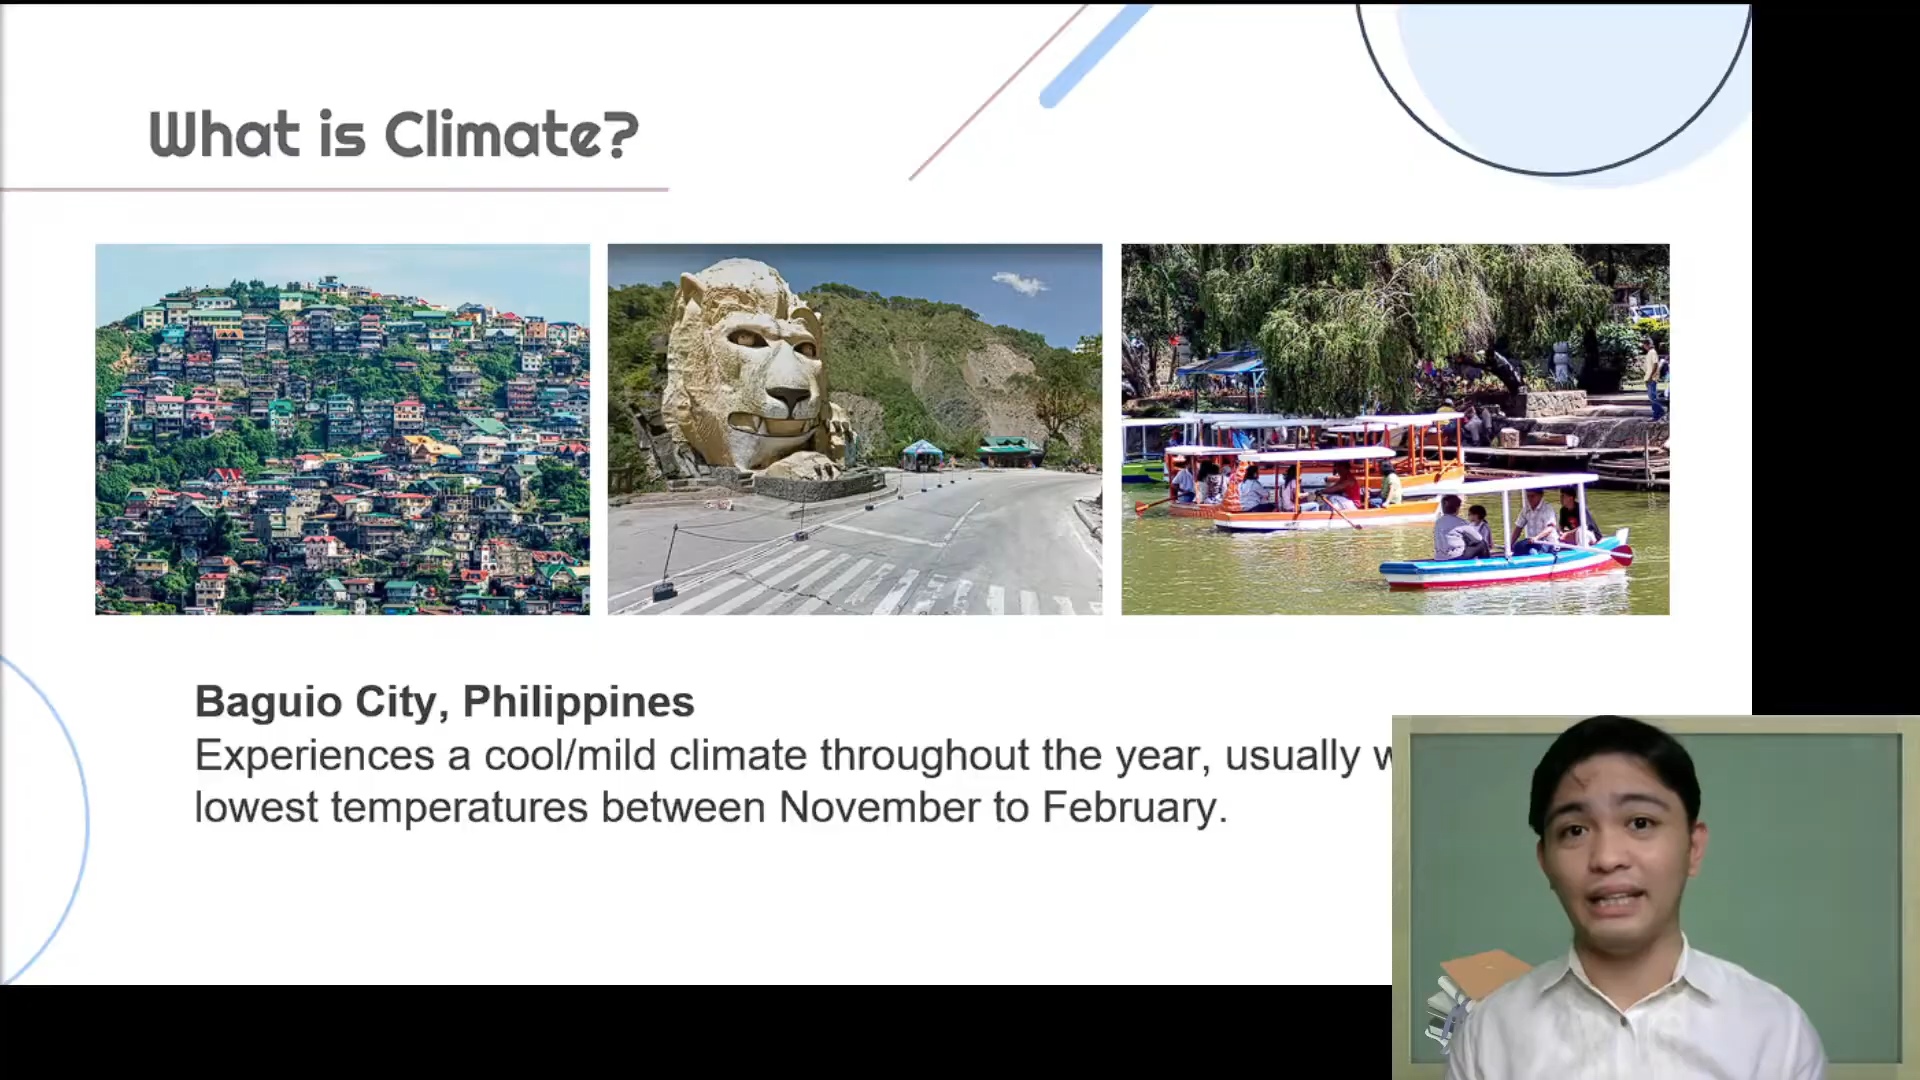 What is Climate?
Baguio City, Philippines
Experiences a cool/mild climate throughout the year, usually
lowest temperatures between November to February.